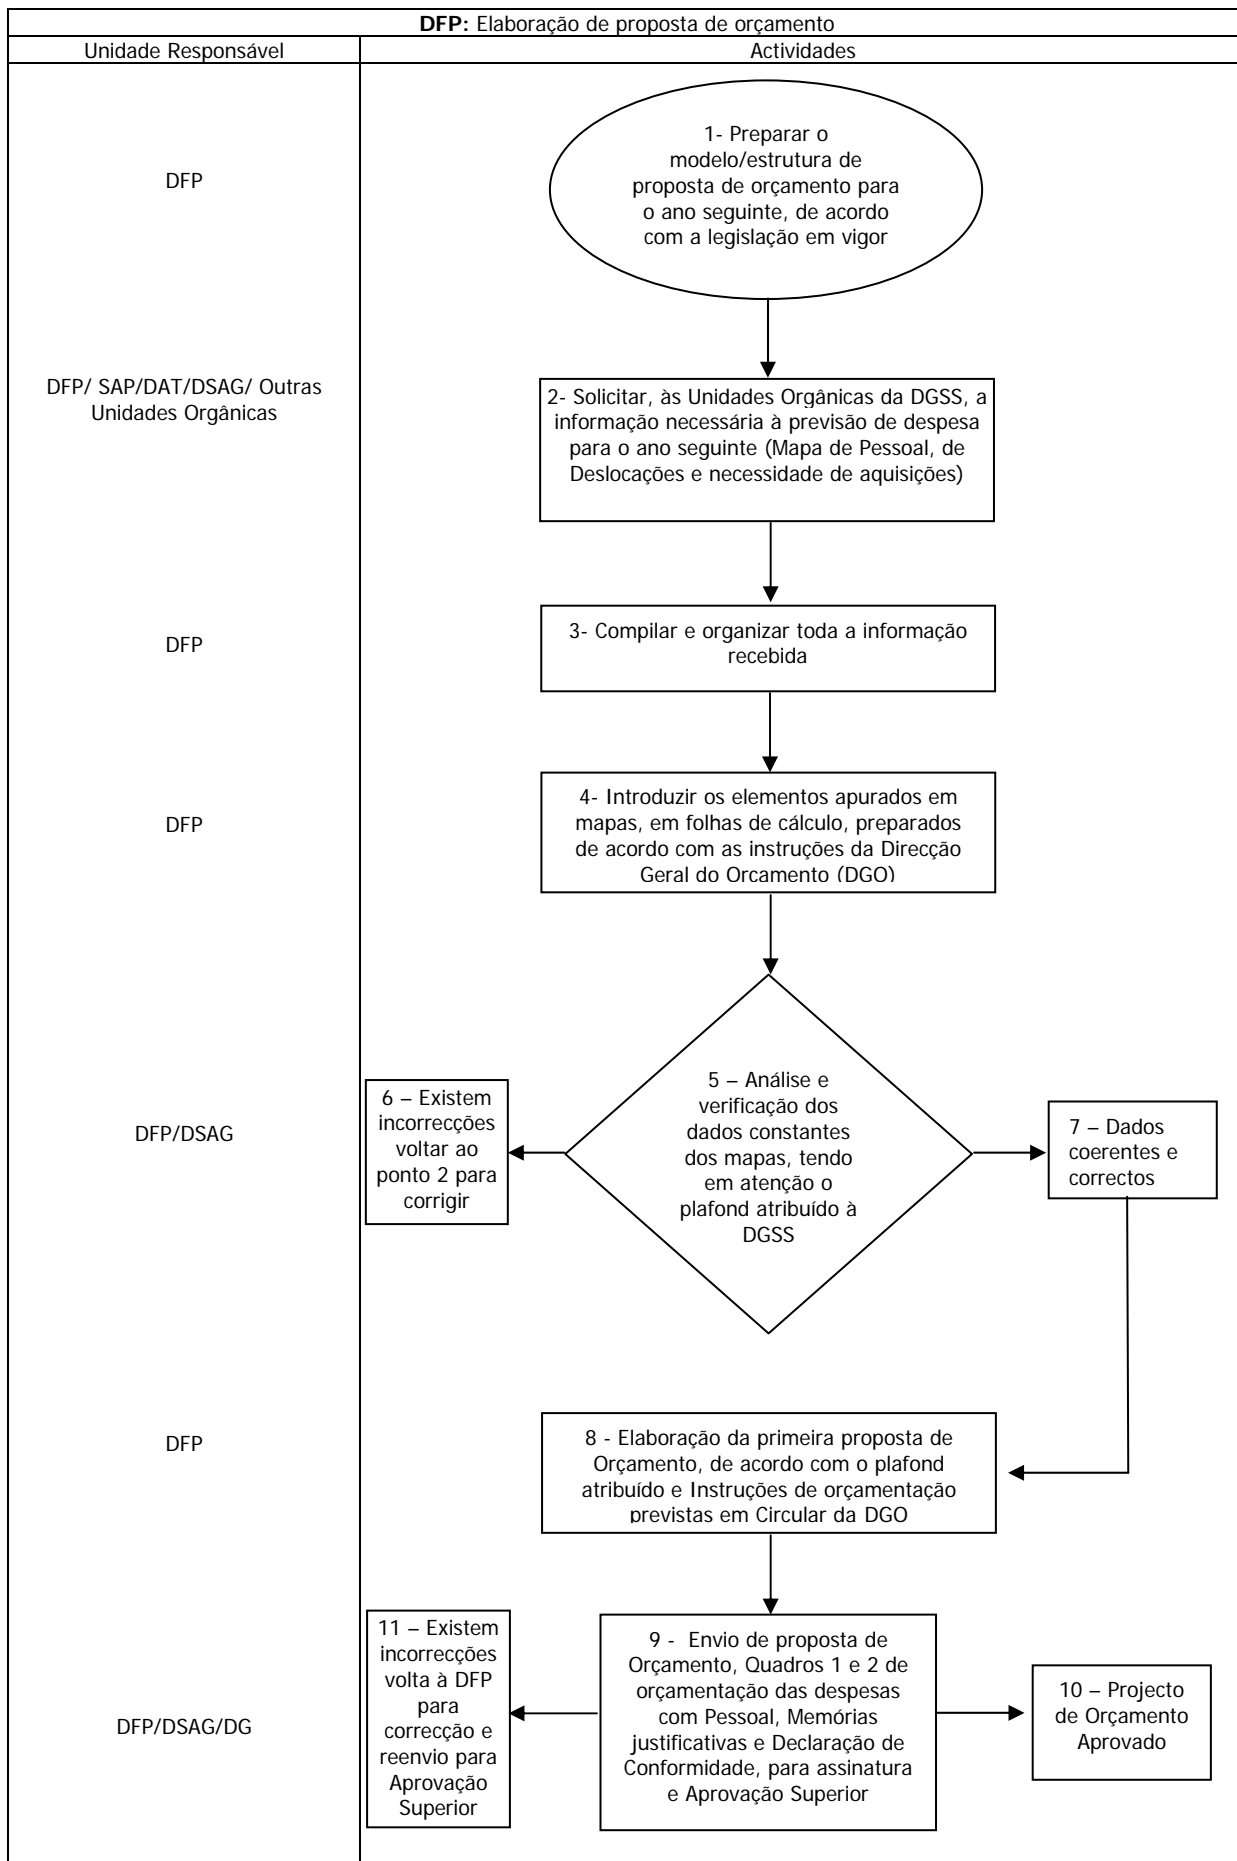 DFP: Elaboração de proposta de orçamento
Unidade Responsável
Actividades
DFP
1- Preparar o
modelo/estrutura de
proposta de orçamento para
o ano seguinte, de acordo
com a legislação em vigor
DFP/ SAP/DAT/DSAG/ Outras
Unidades Orgânicas
2- Solicitar, às Unidades Orgânicas da DGSS, a
informação necessária à previsão de despesa
para o ano seguinte (Mapa de Pessoal, de
Deslocações e necessidade de aquisições)
DFP
3- Compilar e organizar toda a informação
recebida
DFP
4- Introduzir os elementos apurados em
mapas, em folhas de cálculo, preparados
de acordo com as instruções da Direcção
Geral do Orcamento (DGO)
DFP/DSAG
6 – Existem
incorrecções
voltar ao
ponto 2 para
corrigir
5 – Análise e
verificação dos
dados constantes
dos mapas, tendo
em atenção o
plafond atribuído à
DGSS
7 – Dados
coerentes e
correctos
DFP
8 - Elaboração da primeira proposta de
Orçamento, de acordo com o plafond
atribuído e Instruções de orçamentação
previstas em Circular da DGO
DFP/DSAG/DG
11 – Existem
incorrecções
volta à DFP
para
correcção e
reenvio para
Aprovação
Superior
9 - Envio de proposta de
Orçamento, Quadros 1 e 2 de
orçamentação das despesas
com Pessoal, Memórias
justificativas e Declaração de
Conformidade, para assinatura
e Aprovação Superior
10 – Projecto
de Orçamento
Aprovado